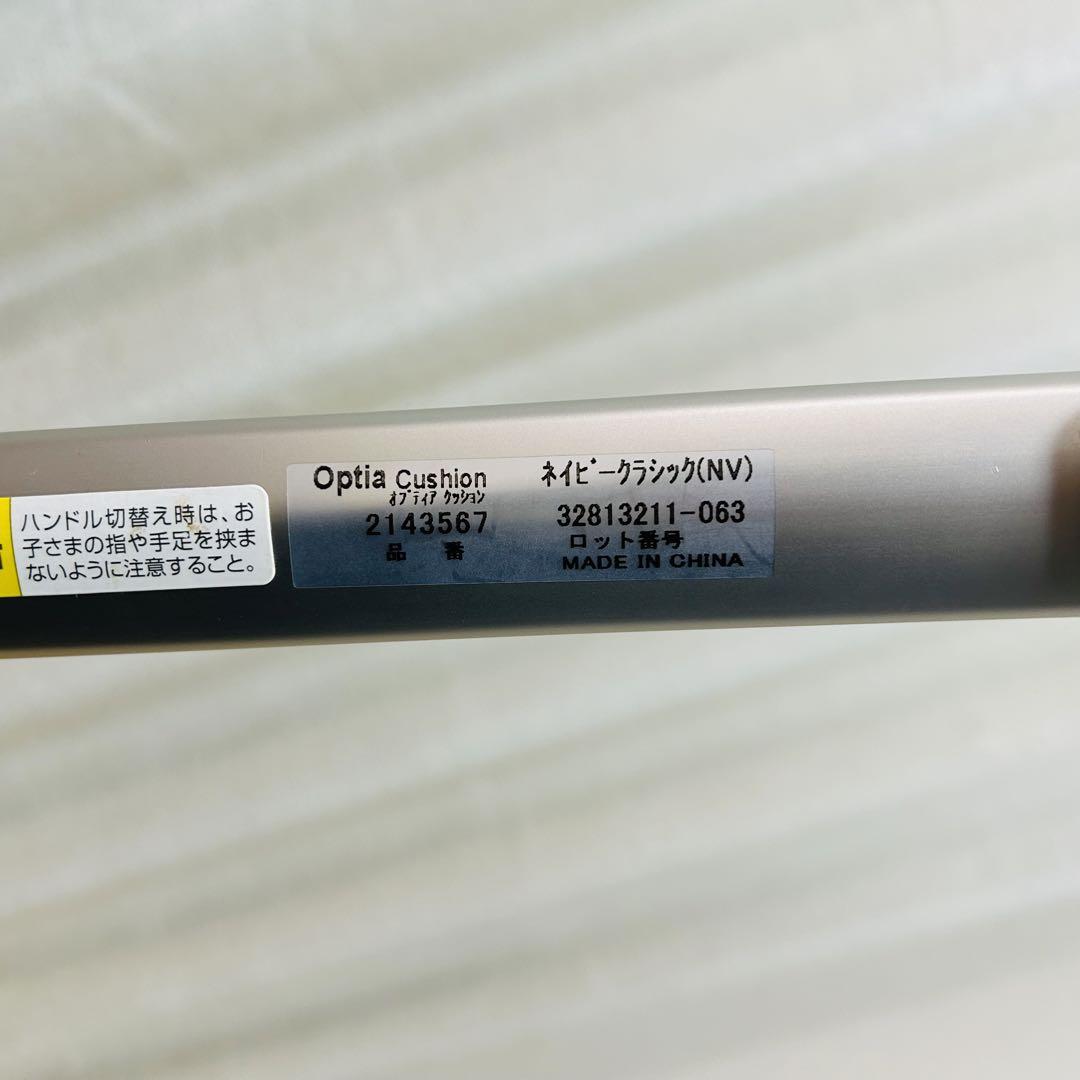 ハンドル切替え時は、お
子さまの指や手足を挟ま
ないように注意すること。
Optia Cushion
オプティア クッション
2143567
品 番
ネイビークラシック(NV)
32813211-063
ロット番号
MADE IN CHINA